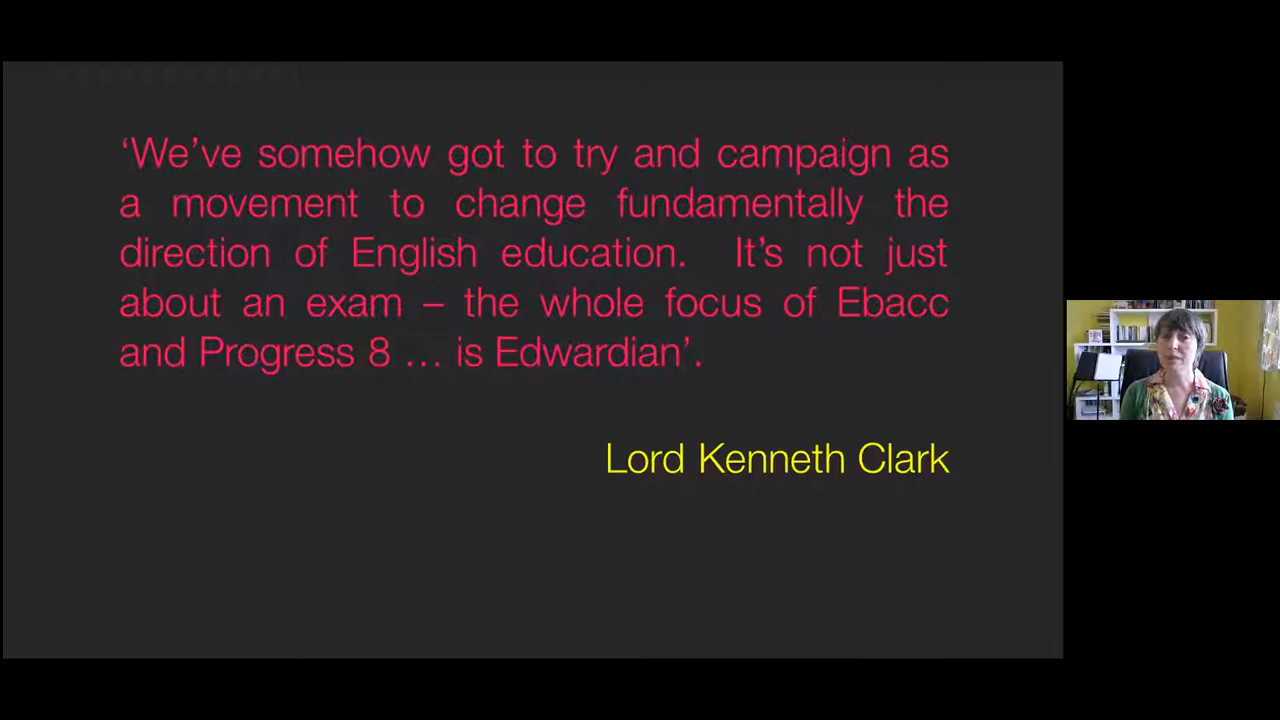 ‘We’ve somehow got to try and campaign as
a movement to change fundamentally the
direction of English education. It’s not just
about an exam – the whole focus of Ebacc
and Progress 8 … is Edwardian’.
Lord Kenneth Clark